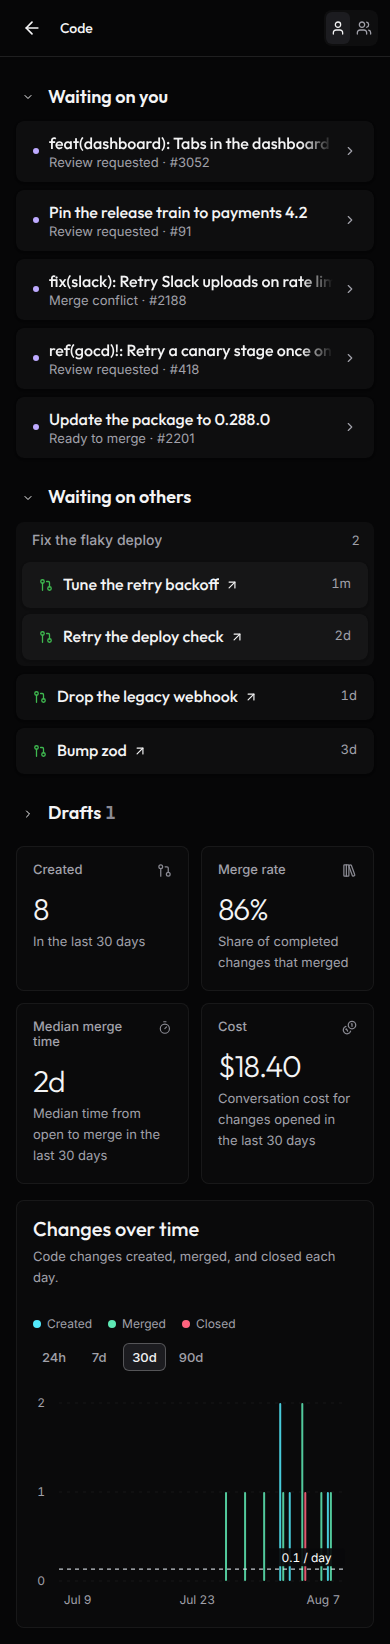 Code
Waiting on you
feat(dashboard): Tabs in the dashboard
Review requested · #3052
Pin the release train to payments 4.2
Review requested · #91
fix(slack): Retry Slack uploads on rate lin
Merge conflict · #2188
ref(gocd)!: Retry a canary stage once on
Review requested · #418
Update the package to 0.288.0
Ready to merge · #2201
Waiting on others
Fix the flaky deploy 2
Tune the retry backoff 1m
Retry the deploy check 2d
Drop the legacy webhook 1d
Bump zod 3d
Drafts 1
Created
8
In the last 30 days
Merge rate
86%
Share of completed
changes that merged
Median merge
time
2d
Median time from
open to merge in the
last 30 days
Cost
$18.40
Conversation cost for
changes opened in
the last 30 days
Changes over time
Code changes created, merged, and closed each
day.
Created Merged Closed
24h 7d 30d 90d
2
1
0.1 / day
0
Jul 9 Jul 23 Aug 7